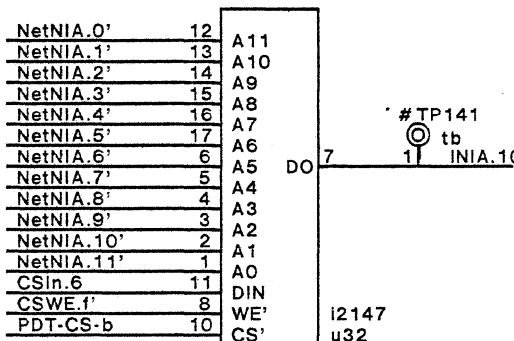 NetNIA.0' 12 A11
NetNIA.1' 13 A10
NetNIA.2' 14 A9
NetNIA.3' 15 A8
NetNIA.4' 16 A7
NetNIA.5' 17 A6
NetNIA.6' 6 A5 DO 7 1 INIA.10
NetNIA.7' 5 A4
NetNIA.8' 4 A3
NetNIA.9' 3 A2
NetNIA.10' 2 A1
NetNIA.11' 1 A0
CSIn.6 11 DIN
CSWE.f' 8 WE' i2147
PDT-CS-b 10 CS' u32
#TP141
tb